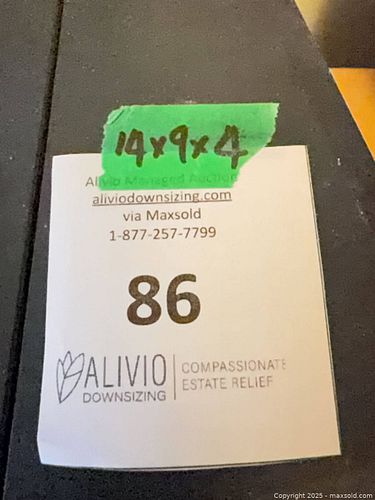 14x9x4
Alivio Managed Auction
aliviodownsizing.com
via Maxsold
1-877-257-7799
86
ALIVIO
DOWNSIZING
COMPASSIONATE
ESTATE RELIEF
Copyright © 2025 - maxsold.com